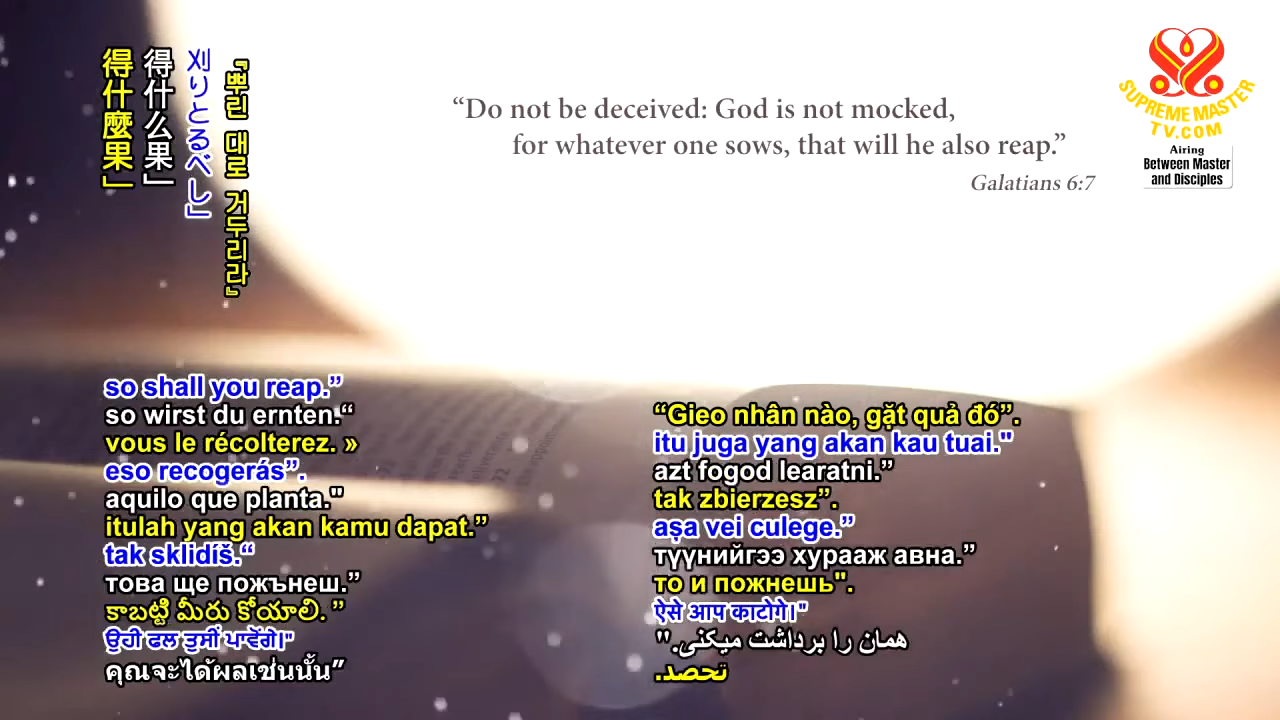 『뿌린 대로 거두리라』
刈りとるべし」
得什么果」
得什麼果」
“Do not be deceived: God is not mocked,
for whatever one sows, that will he also reap.”
Galatians 6:7
SUPREME MASTER
TV.COM
Airing
Between Master
and Disciples
so shall you reap.”
so wirst du ernten.“
vous le récolterez. »
eso recogerás”.
aquilo que planta."
itulah yang akan kamu dapat.”
tak sklidíš.“
това ще пожънеш.”
కాబట్టి మీరు కోయాలి. ”
ਉਹੀ ਫਲ ਤੁਸੀਂ ਪਾਵੋਂਗੇ।"
คุณจะได้ผลเช่นนั้น”
“Gieo nhân nào, gặt quả đó”.
itu juga yang akan kau tuai."
azt fogod learatni.”
tak zbierzesz”.
așa vei culege.”
түүнийгээ хурааж авна.”
то и пожнешь".
ऐसे आप काटोगे।"
همان را برداشت میکنی."
تحصد.